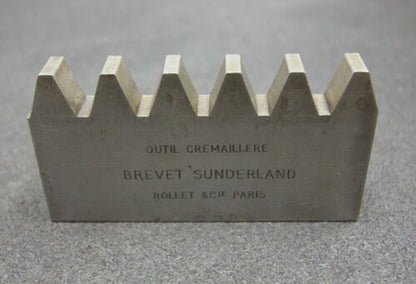 OUTIL CREMAILLERE
BREVET SUNDERLAND
ROLLET & Cie PARIS